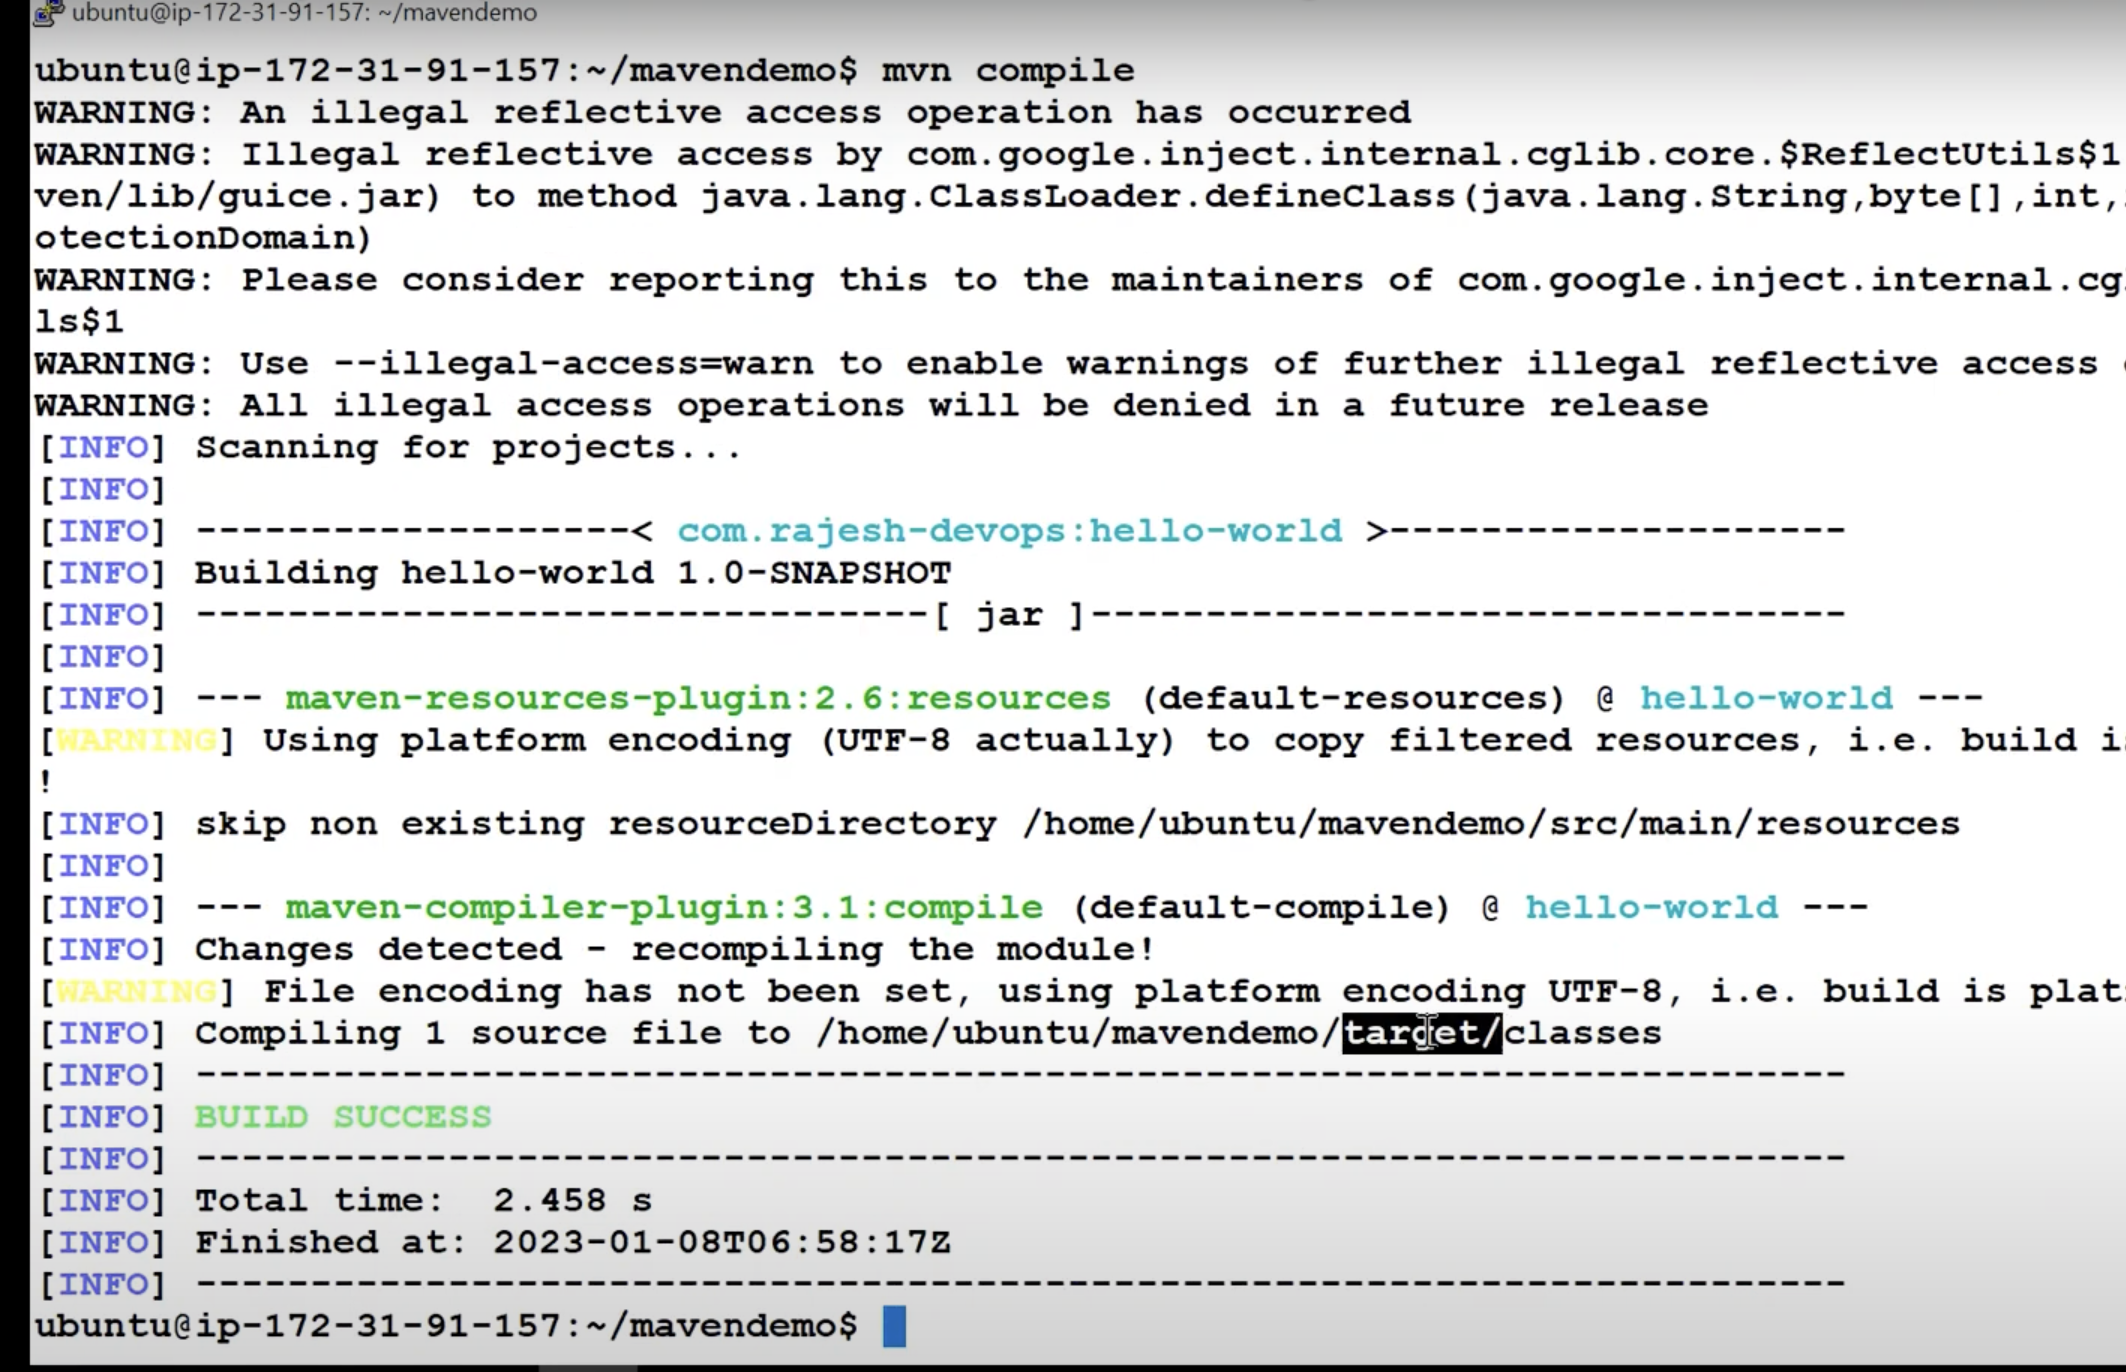 ubuntu@ip-172-31-91-157: ~/mavendemo
ubuntu@ip-172-31-91-157:~/mavendemo$ mvn compile
WARNING: An illegal reflective access operation has occurred
WARNING: Illegal reflective access by com.google.inject.internal.cglib.core.$ReflectUtils$1
ven/lib/guice.jar) to method java.lang.ClassLoader.defineClass(java.lang.String,byte[],int,
otectionDomain)
WARNING: Please consider reporting this to the maintainers of com.google.inject.internal.cg
ls$1
WARNING: Use --illegal-access=warn to enable warnings of further illegal reflective access
WARNING: All illegal access operations will be denied in a future release
[INFO] Scanning for projects...
[INFO]
[INFO] -------------------< com.rajesh-devops:hello-world >--------------------
[INFO] Building hello-world 1.0-SNAPSHOT
[INFO] --------------------------------[ jar ]---------------------------------
[INFO]
[INFO] --- maven-resources-plugin:2.6:resources (default-resources) @ hello-world ---
[WARNING] Using platform encoding (UTF-8 actually) to copy filtered resources, i.e. build is
!
[INFO] skip non existing resourceDirectory /home/ubuntu/mavendemo/src/main/resources
[INFO]
[INFO] --- maven-compiler-plugin:3.1:compile (default-compile) @ hello-world ---
[INFO] Changes detected - recompiling the module!
[WARNING] File encoding has not been set, using platform encoding UTF-8, i.e. build is plat
[INFO] Compiling 1 source file to /home/ubuntu/mavendemo/target/classes
[INFO] ------------------------------------------------------------------------
[INFO] BUILD SUCCESS
[INFO] ------------------------------------------------------------------------
[INFO] Total time:  2.458 s
[INFO] Finished at: 2023-01-08T06:58:17Z
[INFO] ------------------------------------------------------------------------
ubuntu@ip-172-31-91-157:~/mavendemo$